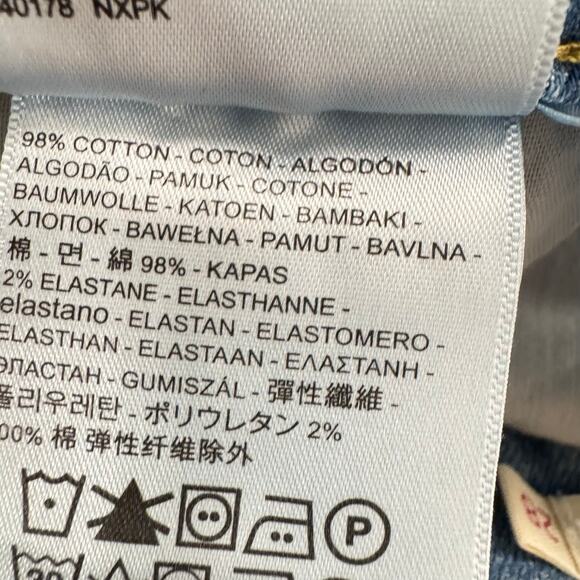 40178 NXPK
98% COTTON - COTON - ALGODÓN -
ALGODÃO - PAMUK - COTONE -
BAUMWOLLE - KATOEN - BAMBAKI -
ХЛОПОК - BAWEŁNA - PAMUT - BAVLNA -
棉 - 면 - 綿 98% - KAPAS
2% ELASTANE - ELASTHANNE -
elastano - ELASTAN - ELASTOMERO -
ELASTHAN - ELASTAAN - ΕΛΑΣΤΑΝΗ -
ЭЛАСТАН - GUMISZÁL - 彈性纖維 -
폴리우레탄 - ポリウレタン 2%
00% 棉 弹性纤维除外
P
30